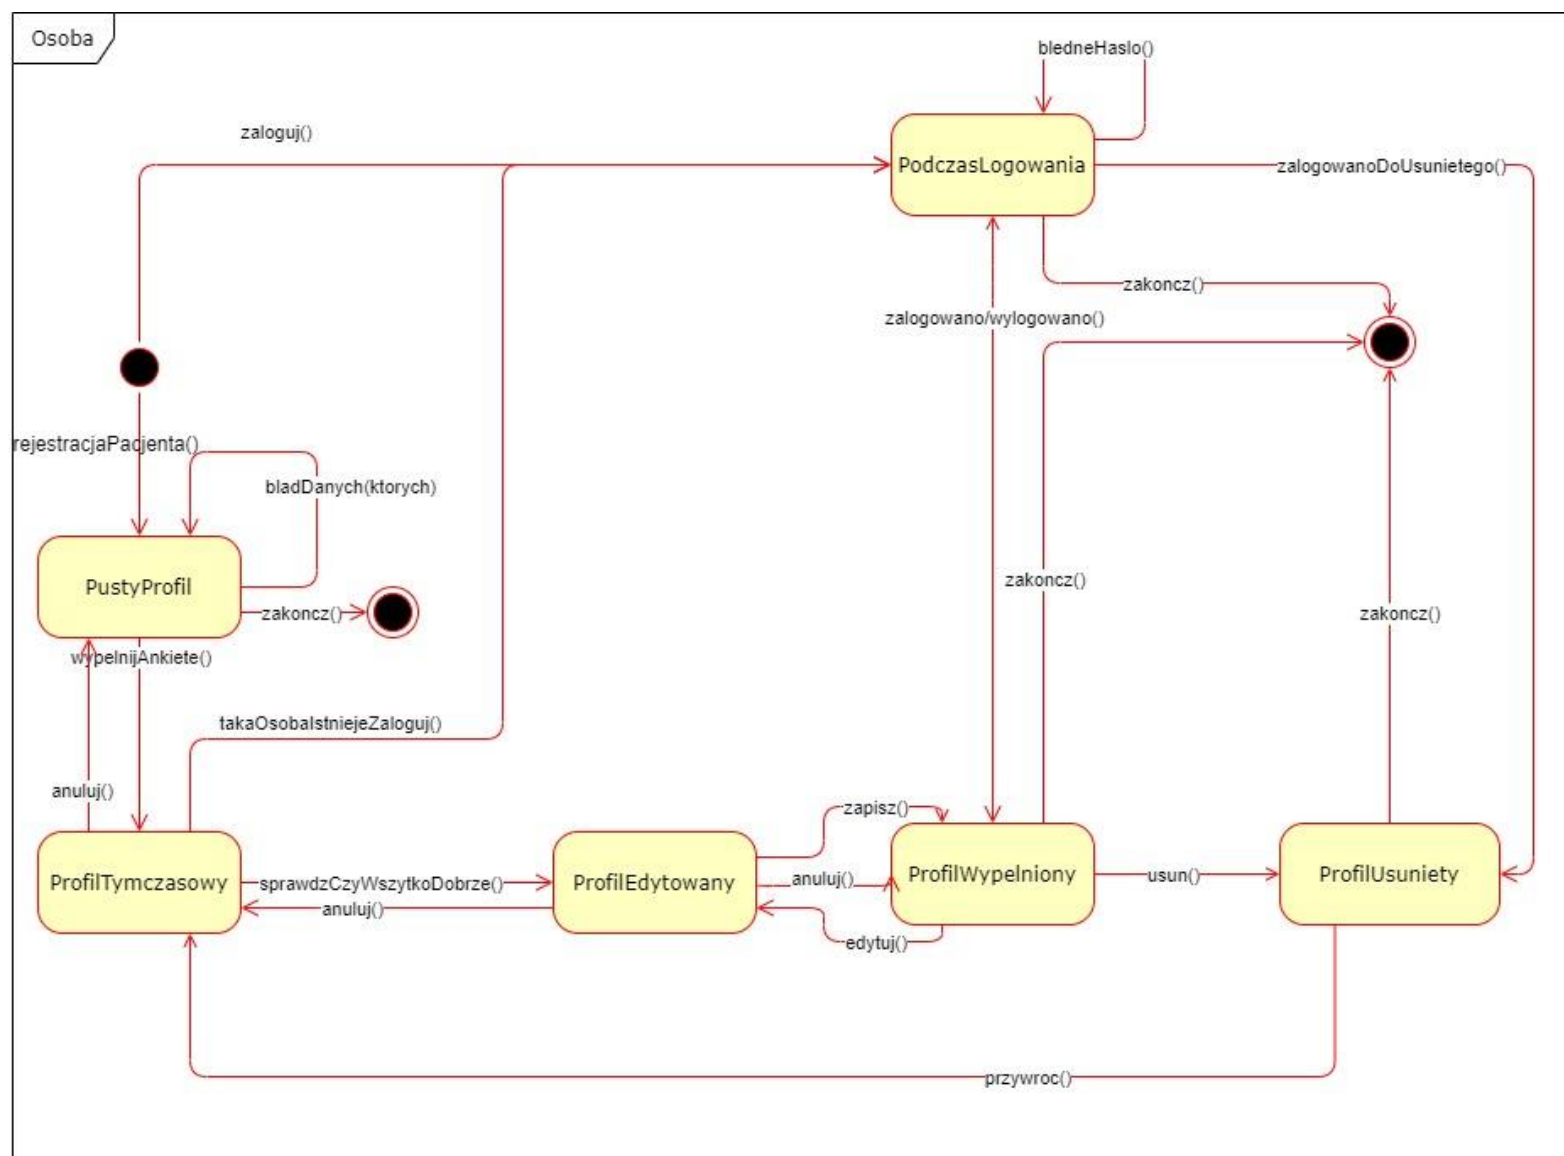 Osoba
bledneHaslo()
zaloguj()
PodczasLogowania
zalogowanoDoUsunietego()
zakoncz()
zalogowano/wylogowano()
rejestracjaPacjenta()
bladDanych(ktorych)
PustyProfil
zakoncz()
zakoncz()
zakoncz()
wypelnijAnkiete()
takaOsobaIstniejeZaloguj()
anuluj()
zapisz()
ProfilTymczasowy
sprawdzCzyWszytkoDobrze()
ProfilEdytowany
anuluj()
ProfilWypelniony
usun()
ProfilUsuniety
anuluj()
edytuj()
przywroc()